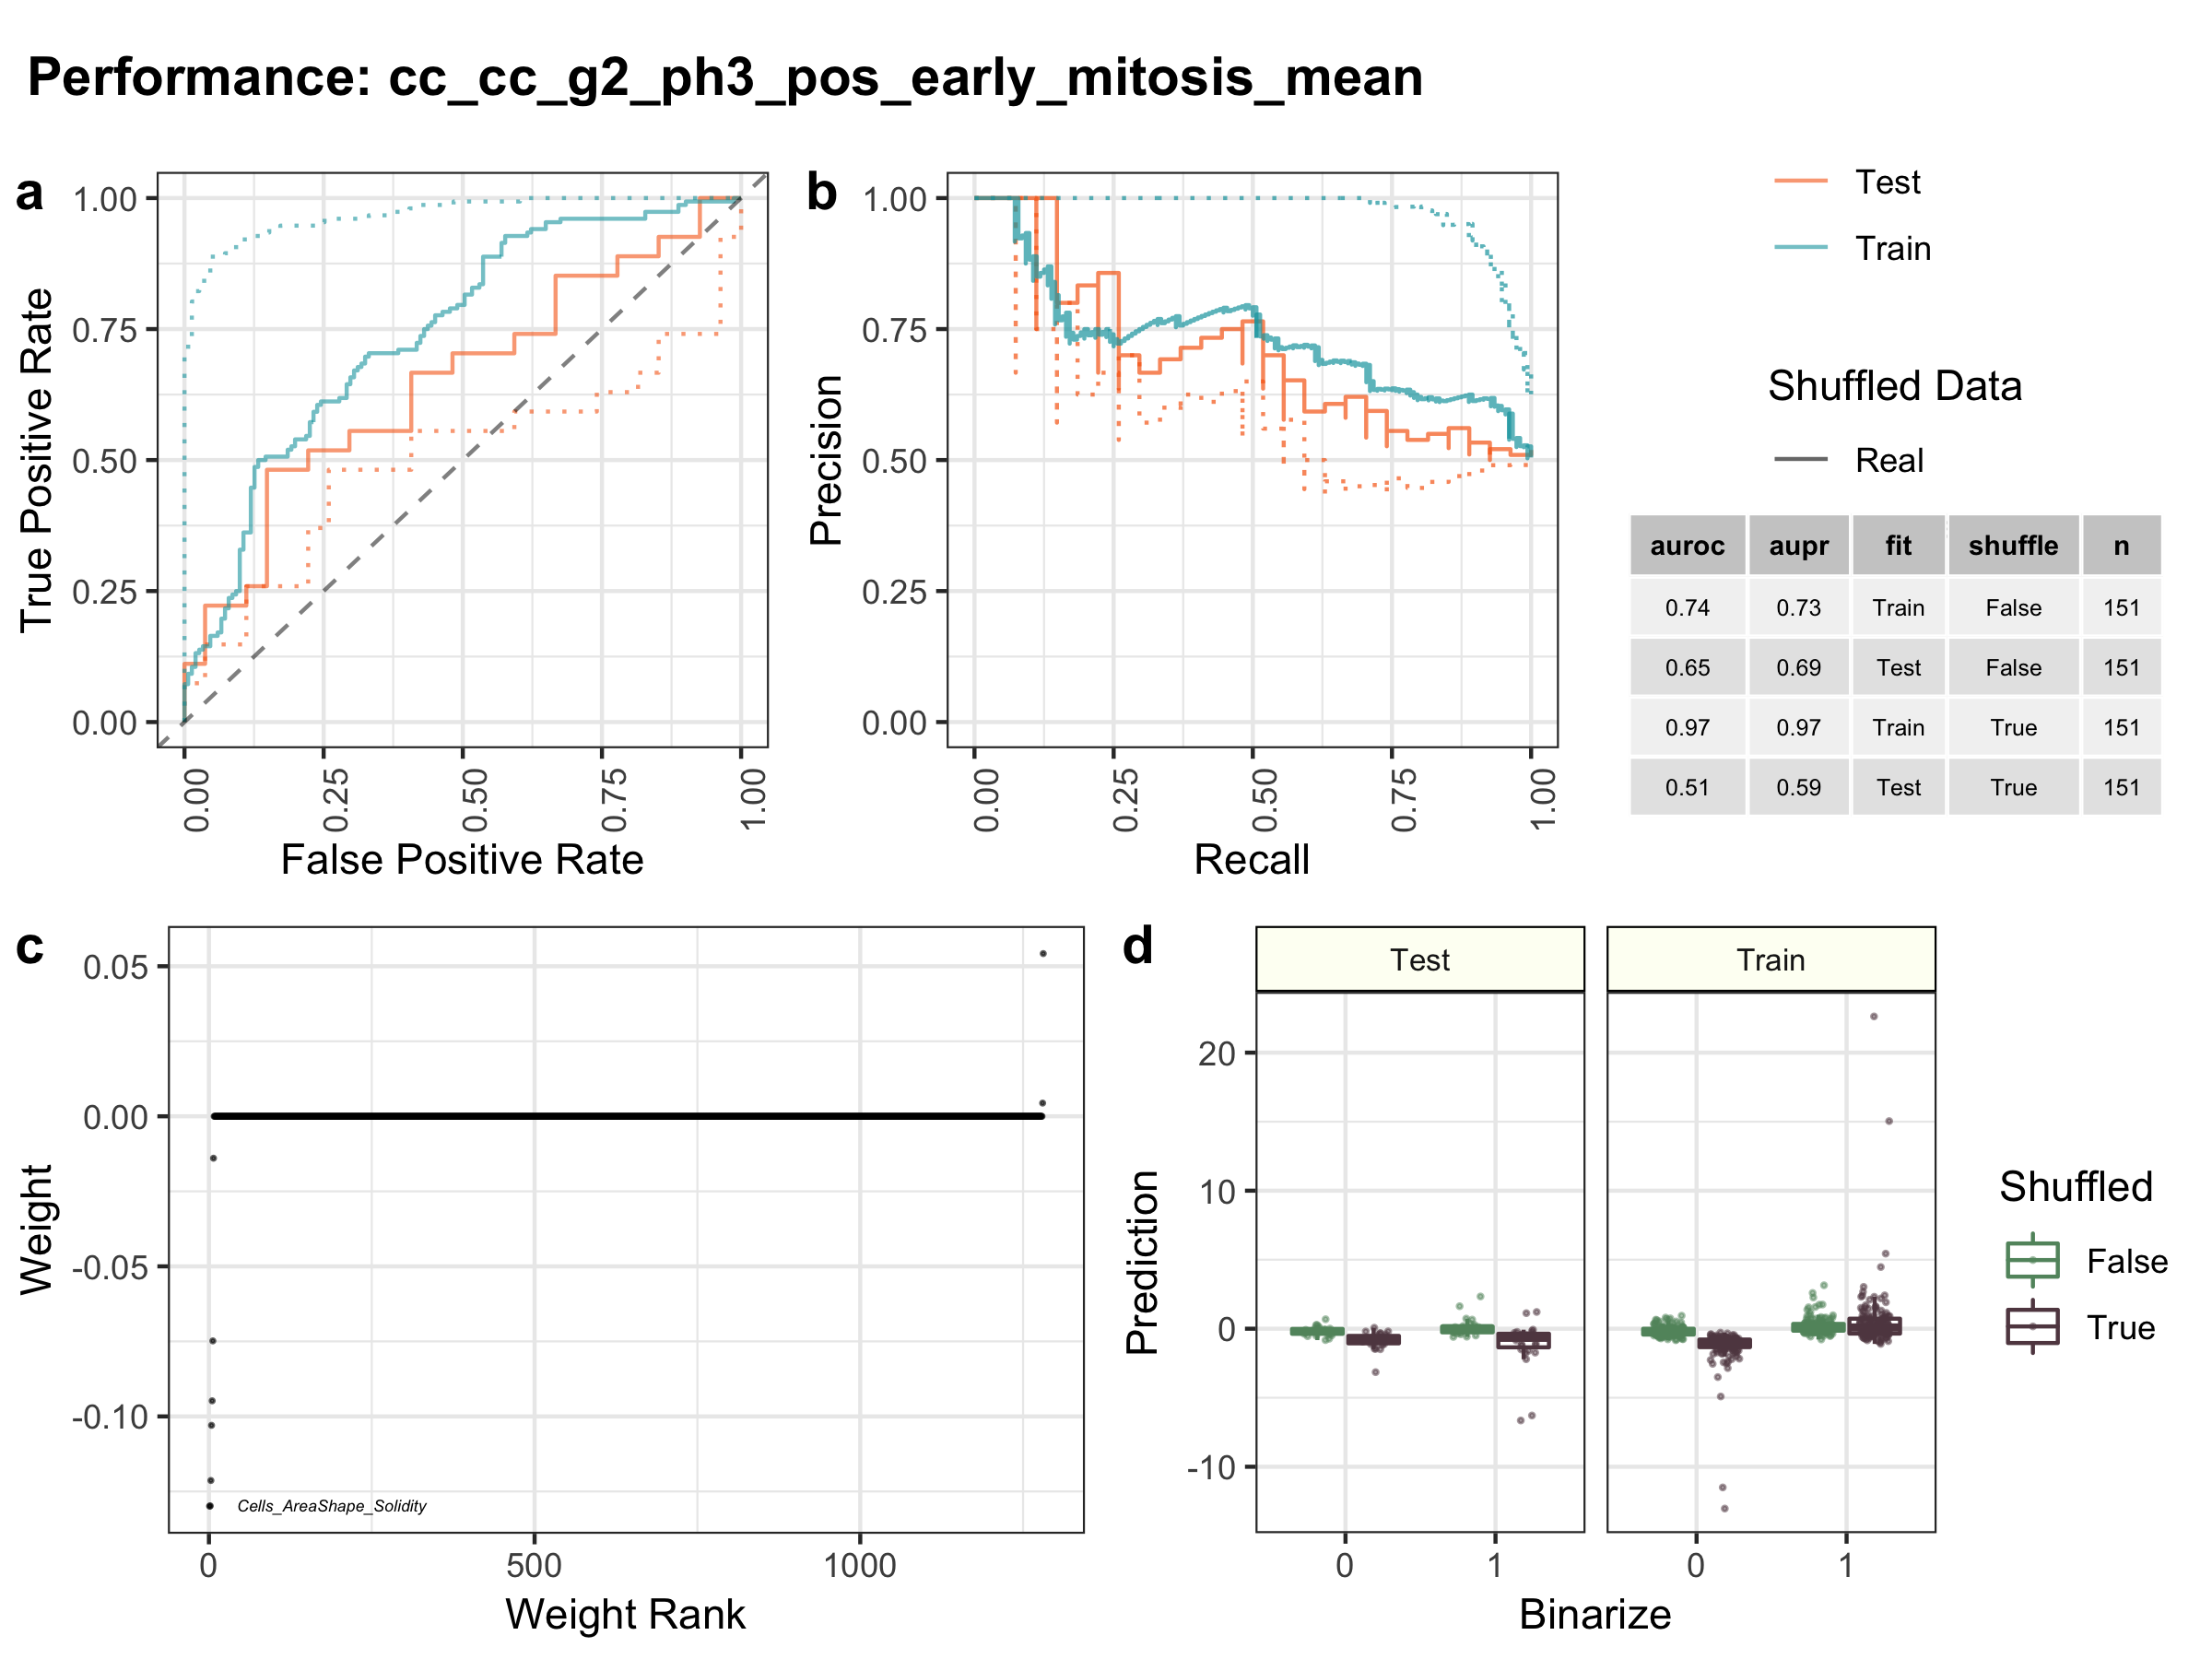 Performance: cc_cc_g2_ph3_pos_early_mitosis_mean
a
1.00
0.75
0.50
0.25
0.00
True Positive Rate
0.00
0.25
0.50
0.75
1.00
False Positive Rate
b
1.00
0.75
0.50
0.25
0.00
Precision
0.00
0.25
0.50
0.75
1.00
Recall
Test
Train
Shuffled Data
Real
auroc aupr fit shuffle n
0.74 0.73 Train False 151
0.65 0.69 Test False 151
0.97 0.97 Train True 151
0.51 0.59 Test True 151
c
0.05
0.00
-0.05
-0.10
Weight
Cells_AreaShape_Solidity
0
500
1000
Weight Rank
d
Test
Train
20
10
0
-10
Prediction
0
1
0
1
Binarize
Shuffled
False
True